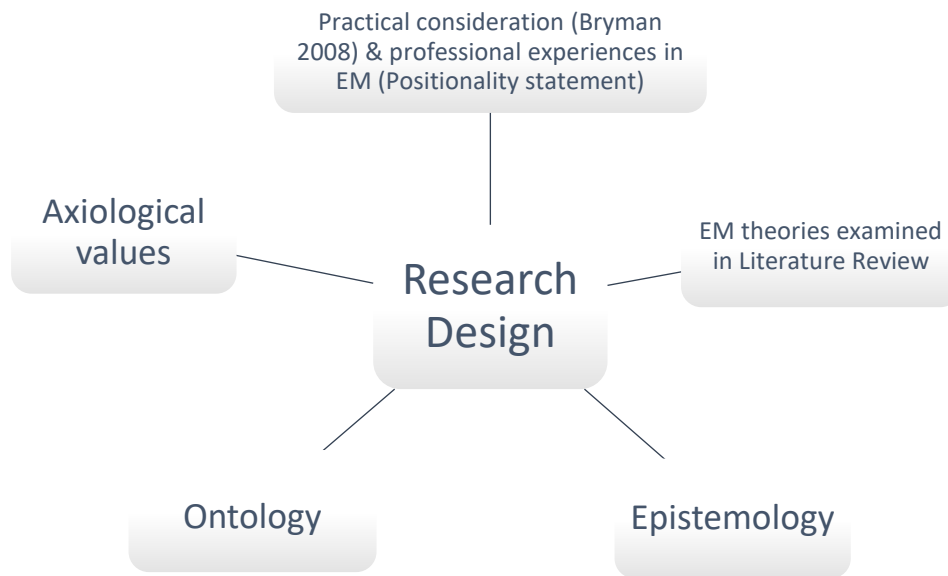 Practical consideration (Bryman
2008) & professional experiences in
EM (Positionality statement)
Axiological
values
EM theories examined
in Literature Review
Research
Design
Ontology
Epistemology